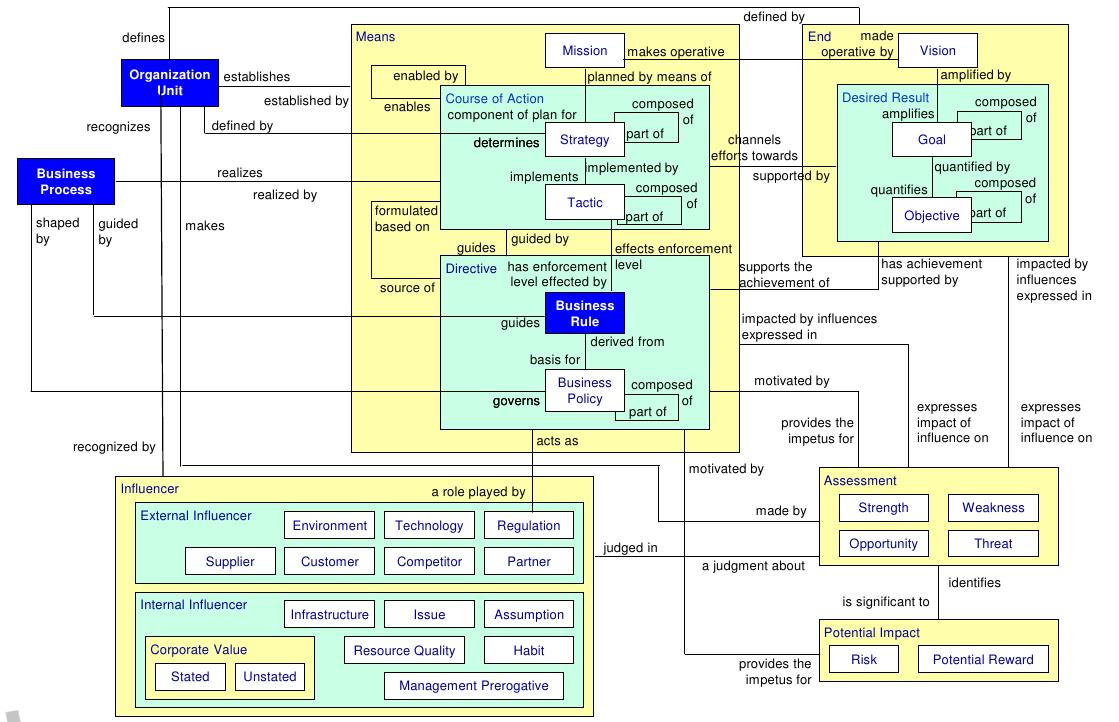 defined by
defines
Means
End
made
operative by
Mission
makes operative
Vision
Organization
Unit
establishes
established by
enabled by
enables
planned by means of
amplified by
Course of Action
component of plan for
composed
of
part of
Desired Result
amplifies
composed
of
part of
recognizes
defined by
determines
Strategy
Goal
channels
efforts towards
supported by
Business
Process
realizes
realized by
implements
implemented by
quantified by
quantifies
Tactic
composed
of
part of
Objective
composed
of
part of
shaped
by
guided
by
makes
formulated
based on
source of
guides
guided by
effects enforcement
level
Directive
has enforcement
level effected by
supports the
achievement of
has achievement
supported by
impacted by
influences
expressed in
Business
Rule
guides
impacted by influences
expressed in
derived from
basis for
Business
Policy
composed
of
part of
governs
motivated by
provides the
impetus for
expresses
impact of
influence on
expresses
impact of
influence on
recognized by
acts as
motivated by
Influencer
a role played by
External Influencer
Environment
Technology
Regulation
Supplier
Customer
Competitor
Partner
made by
Assessment
Strength
Weakness
Opportunity
Threat
judged in
a judgment about
identifies
is significant to
Internal Influencer
Infrastructure
Issue
Assumption
Corporate Value
Stated
Unstated
Resource Quality
Habit
Management Prerogative
Potential Impact
Risk
Potential Reward
provides the
impetus for